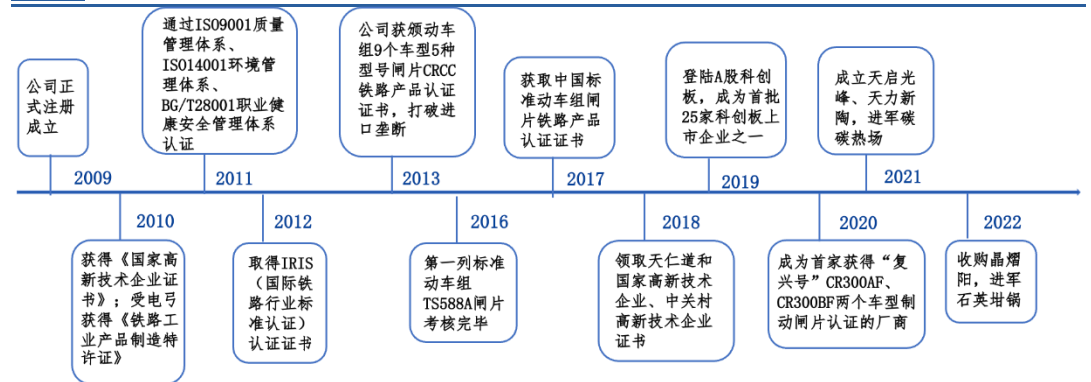 公司正
式注册
成立
2009
获得《国家高
新技术企业证
书》；受电弓
获得《铁路工
业产品制造特
许证》
2010
通过ISO9001质量
管理体系、
ISO14001环境管
理体系、
BG/T28001职业健
康安全管理体系
认证
2011
取得IRIS
（国际铁
路行业标
准认证）
认证证书
2012
公司获颁动车
组9个车型5种
型号闸片CRCC
铁路产品认证
证书，打破进
口垄断
2013
第一列标准
动车组
TS588A闸片
考核完毕
2016
获取中国标
准动车组闸
片铁路产品
认证证书
2017
领取天仁道和
国家高新技术
企业、中关村
高新技术企业
证书
2018
登陆A股科创
板，成为首批
25家科创板上
市企业之一
2019
成为首家获得“复
兴号”CR300AF、
CR300BF两个车型制
动闸片认证的厂商
2020
成立天启光
峰、天力新
陶，进军碳
碳热场
2021
收购晶熠
阳，进军
石英坩锅
2022